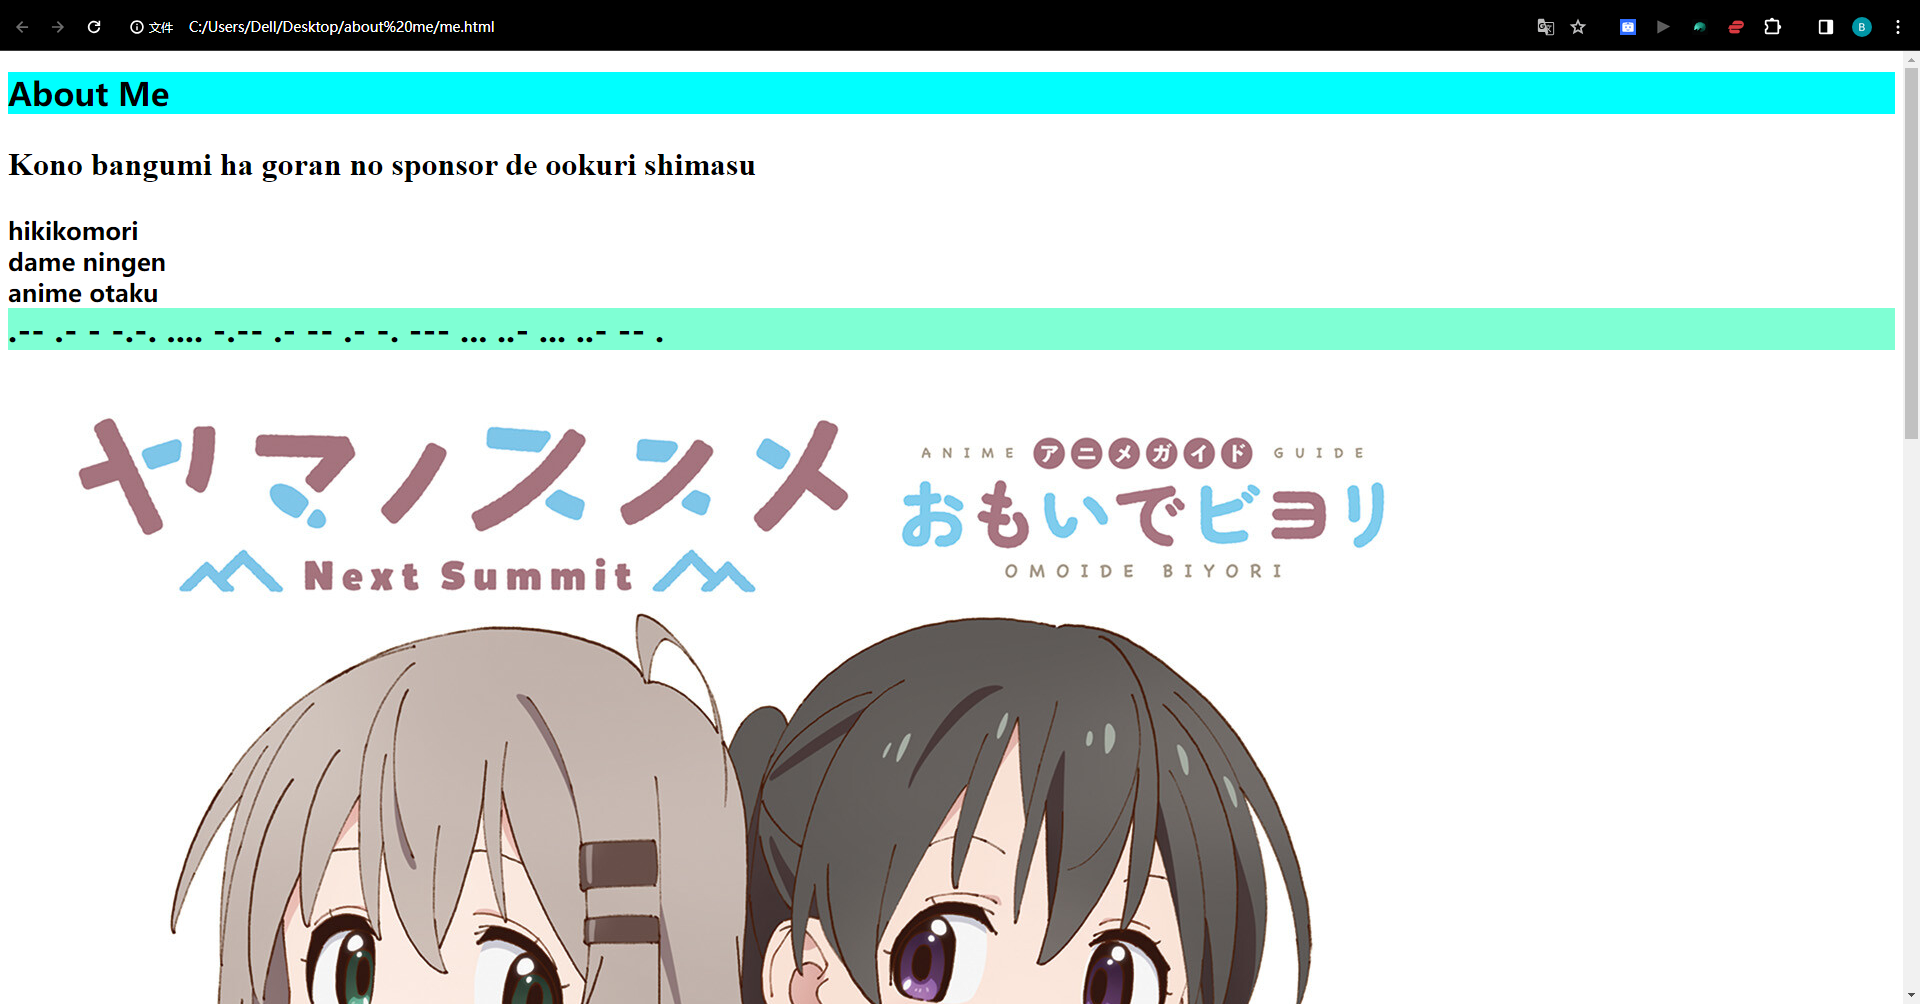 文件 C:/Users/Dell/Desktop/about%20me/me.html
B
About Me
Kono bangumi ha goran no sponsor de ookuri shimasu
hikikomori
dame ningen
anime otaku
.-- .- - -.-. .... -.-- .- -- .- -. --- ... ..- ... ..- -- .
ヤマノススメ
Next Summit
ANIME アニメガイド GUIDE
おもいでビヨリ
OMOIDE BIYORI